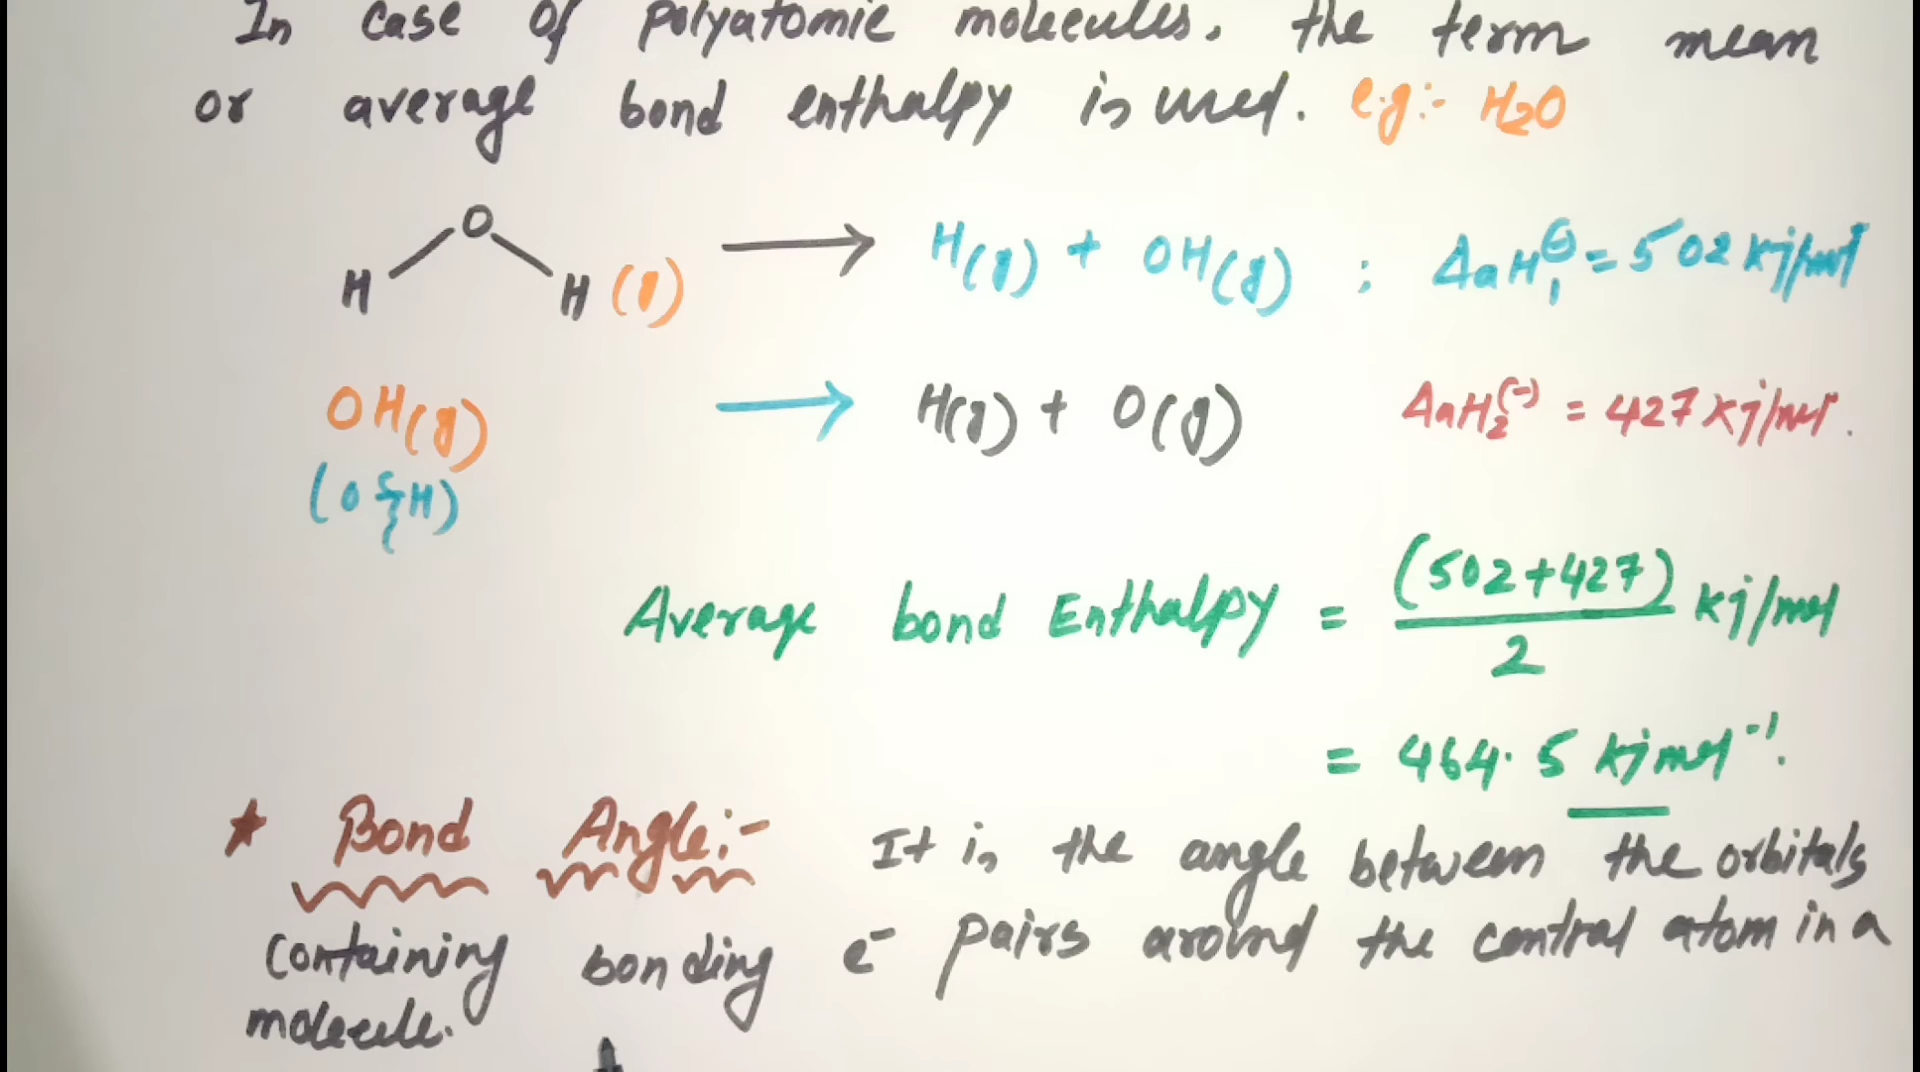 In case of polyatomic molecules, the term mean
or average bond enthalpy is used. e.g:- H2O
O
H H (g) → H(g) + OH(g) ; ΔaH1⊖ = 502 kj/mol
OH(g) → H(g) + O(g) ΔaH2(-) = 427 kj/mol.
(O H)
Average bond Enthalpy = (502+427) kj/mol
2
= 464.5 kjmol-1.
* Bond Angle:- It is the angle between the orbitals
containing bonding e- pairs around the central atom in a
molecule.